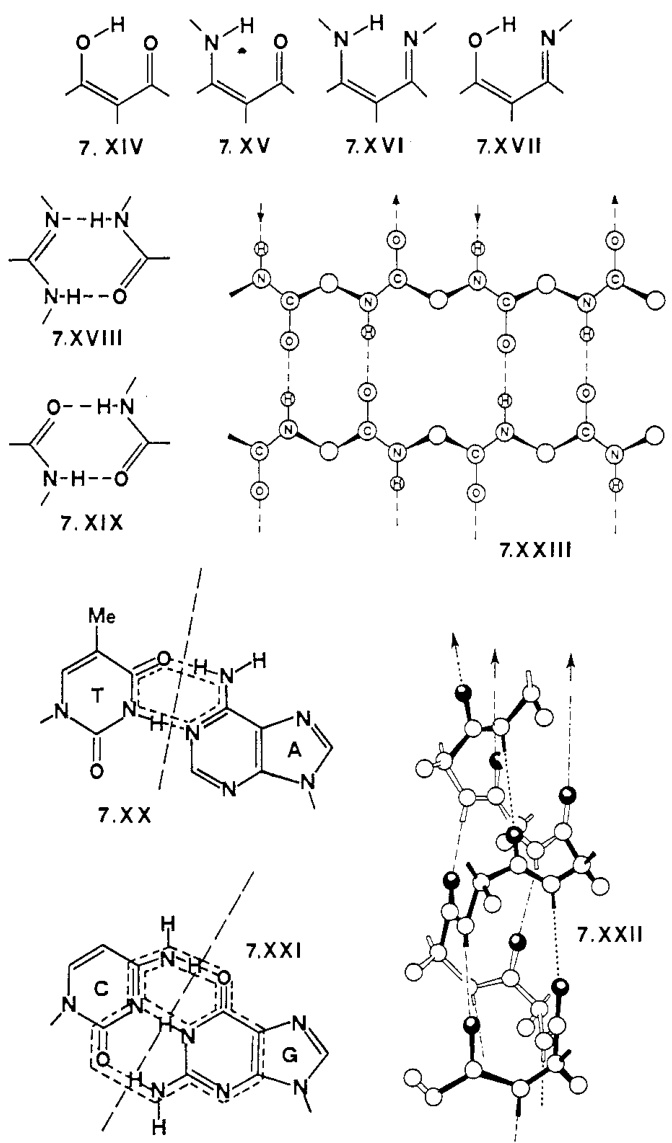 O H O
N H O
N H N
O H N
7. XIV 7. XV 7. XVI 7. XVII
N H N
N H O
7.XVIII
O H N
N H O
7. XIX
H O H O
N C N C N C N C
O H O H
H O H O
C N C N C N C N
O H O H
7.XXIII
Me
O H N H
T N H N N
N A
O N N
7. XX
H
N H O 7.XXI
C N H N N
N G
O H N N N
H
7.XXII